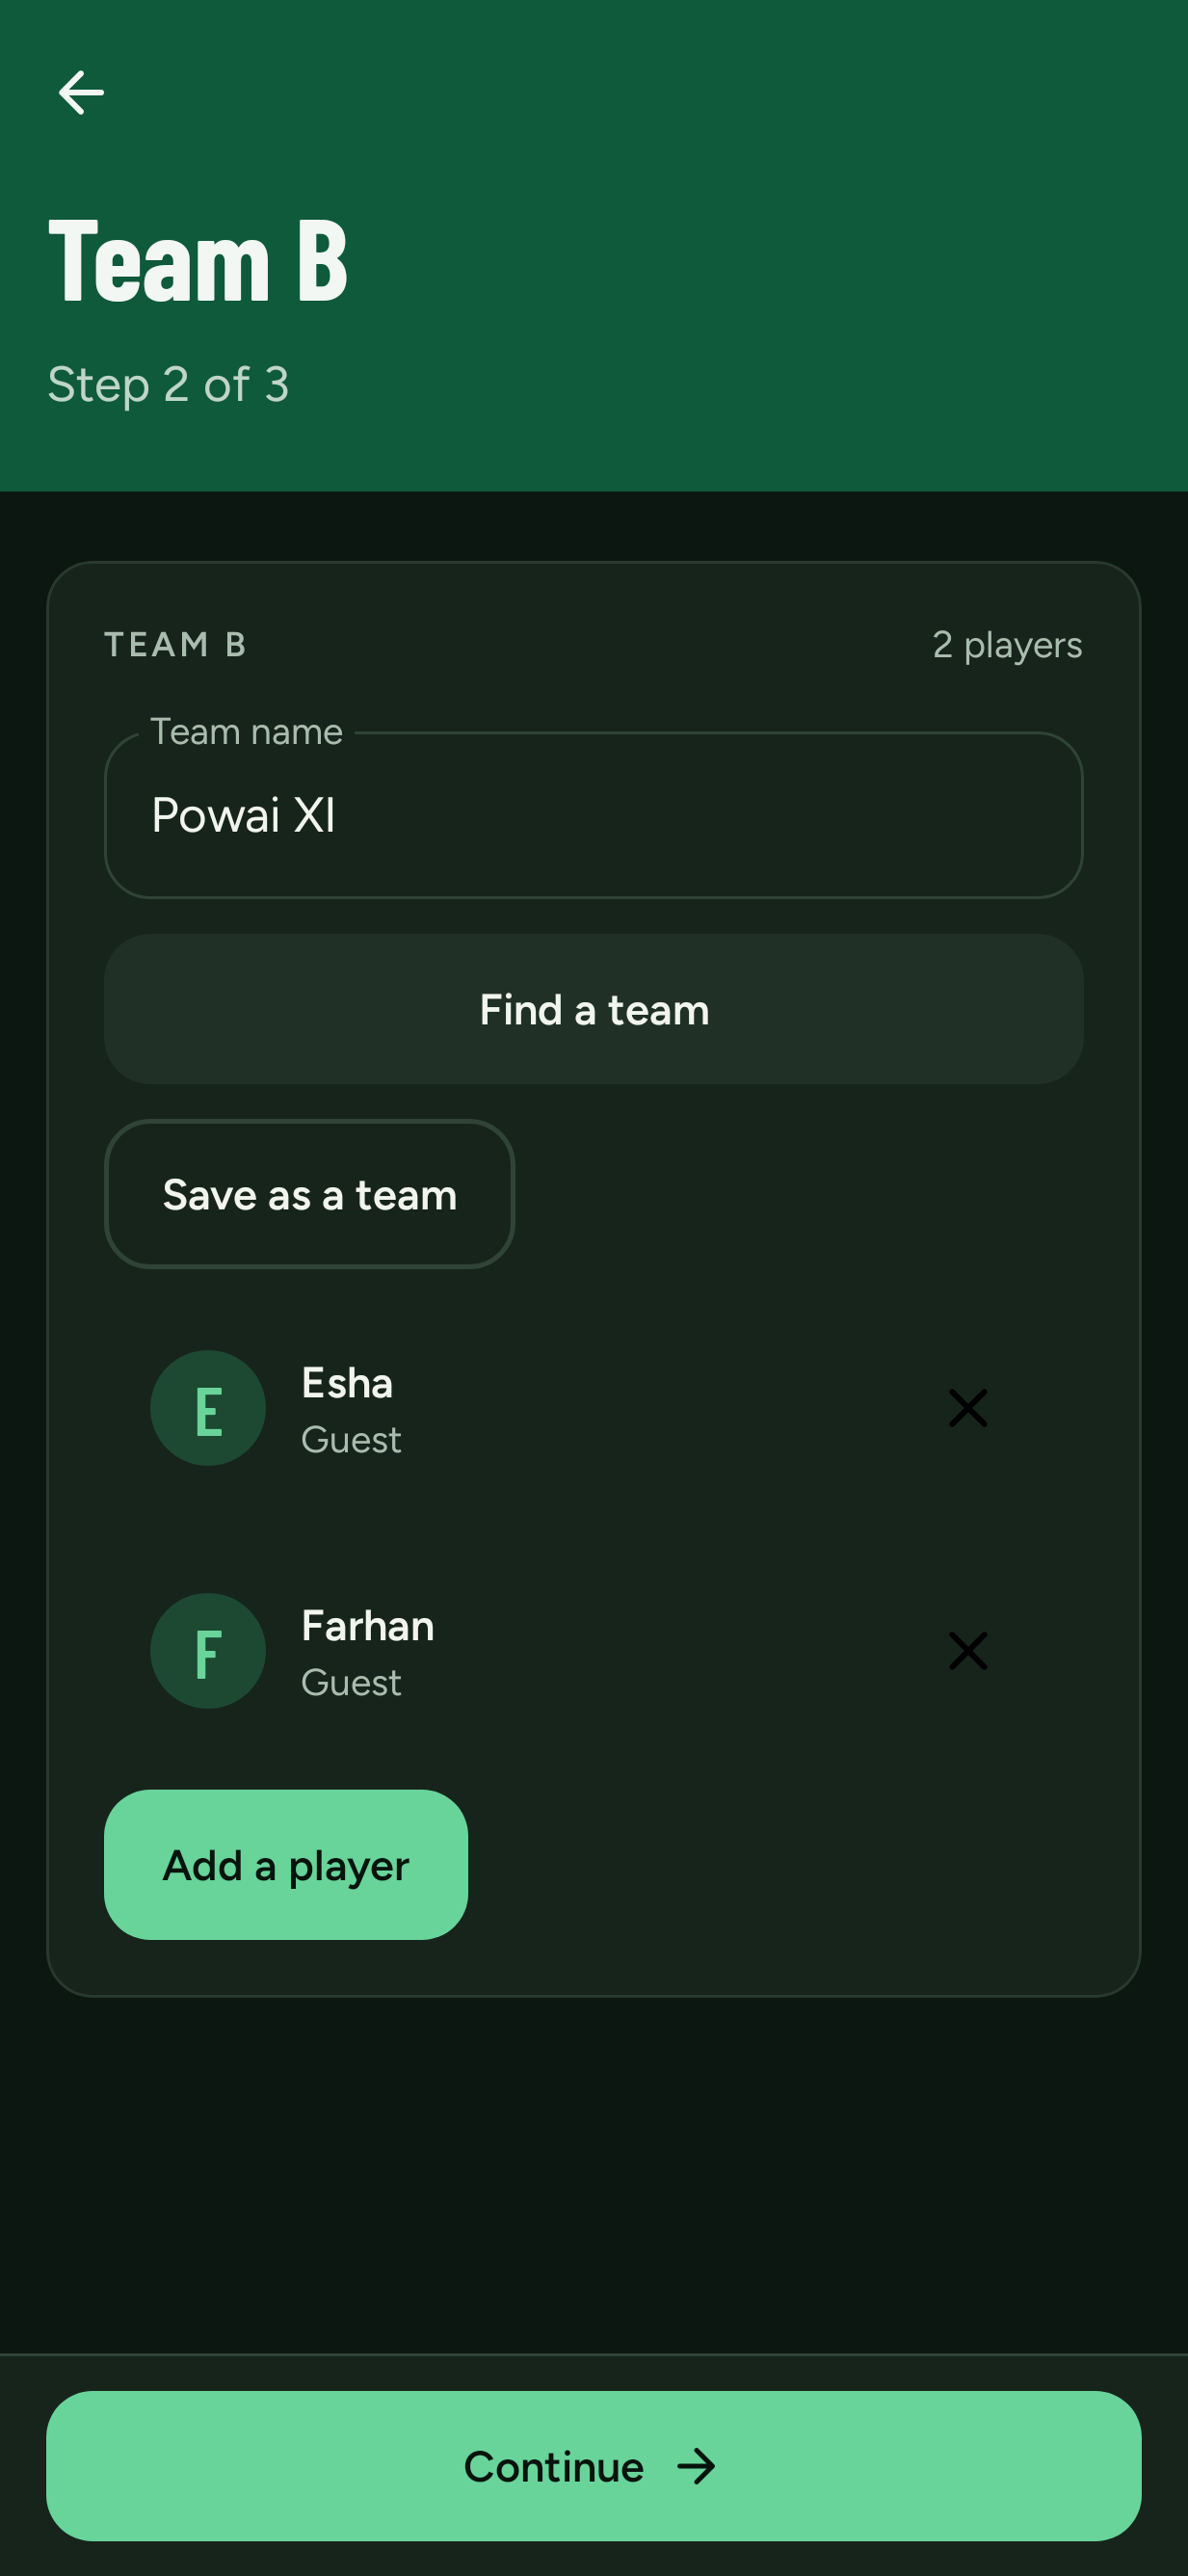 Team B
Step 2 of 3
TEAM B
2 players
Team name
Powai XI
Find a team
Save as a team
E
Esha
Guest
F
Farhan
Guest
Add a player
Continue